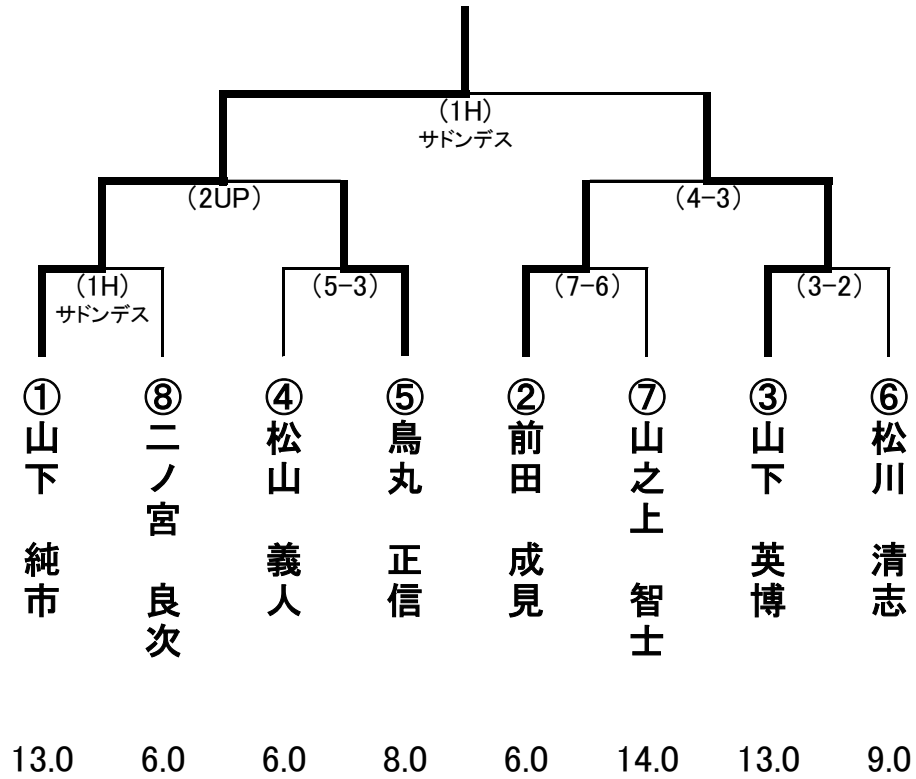 （1H）
サドンデス
（2UP）
（4-3）
（1H）
サドンデス
（5-3）
（7-6）
（3-2）
① 山下 純市
⑧ 二ノ宮 良次
④ 松山 義人
⑤ 鳥丸 正信
② 前田 成見
⑦ 山之上 智士
③ 山下 英博
⑥ 松川 清志
13.0 6.0 6.0 8.0 6.0 14.0 13.0 9.0